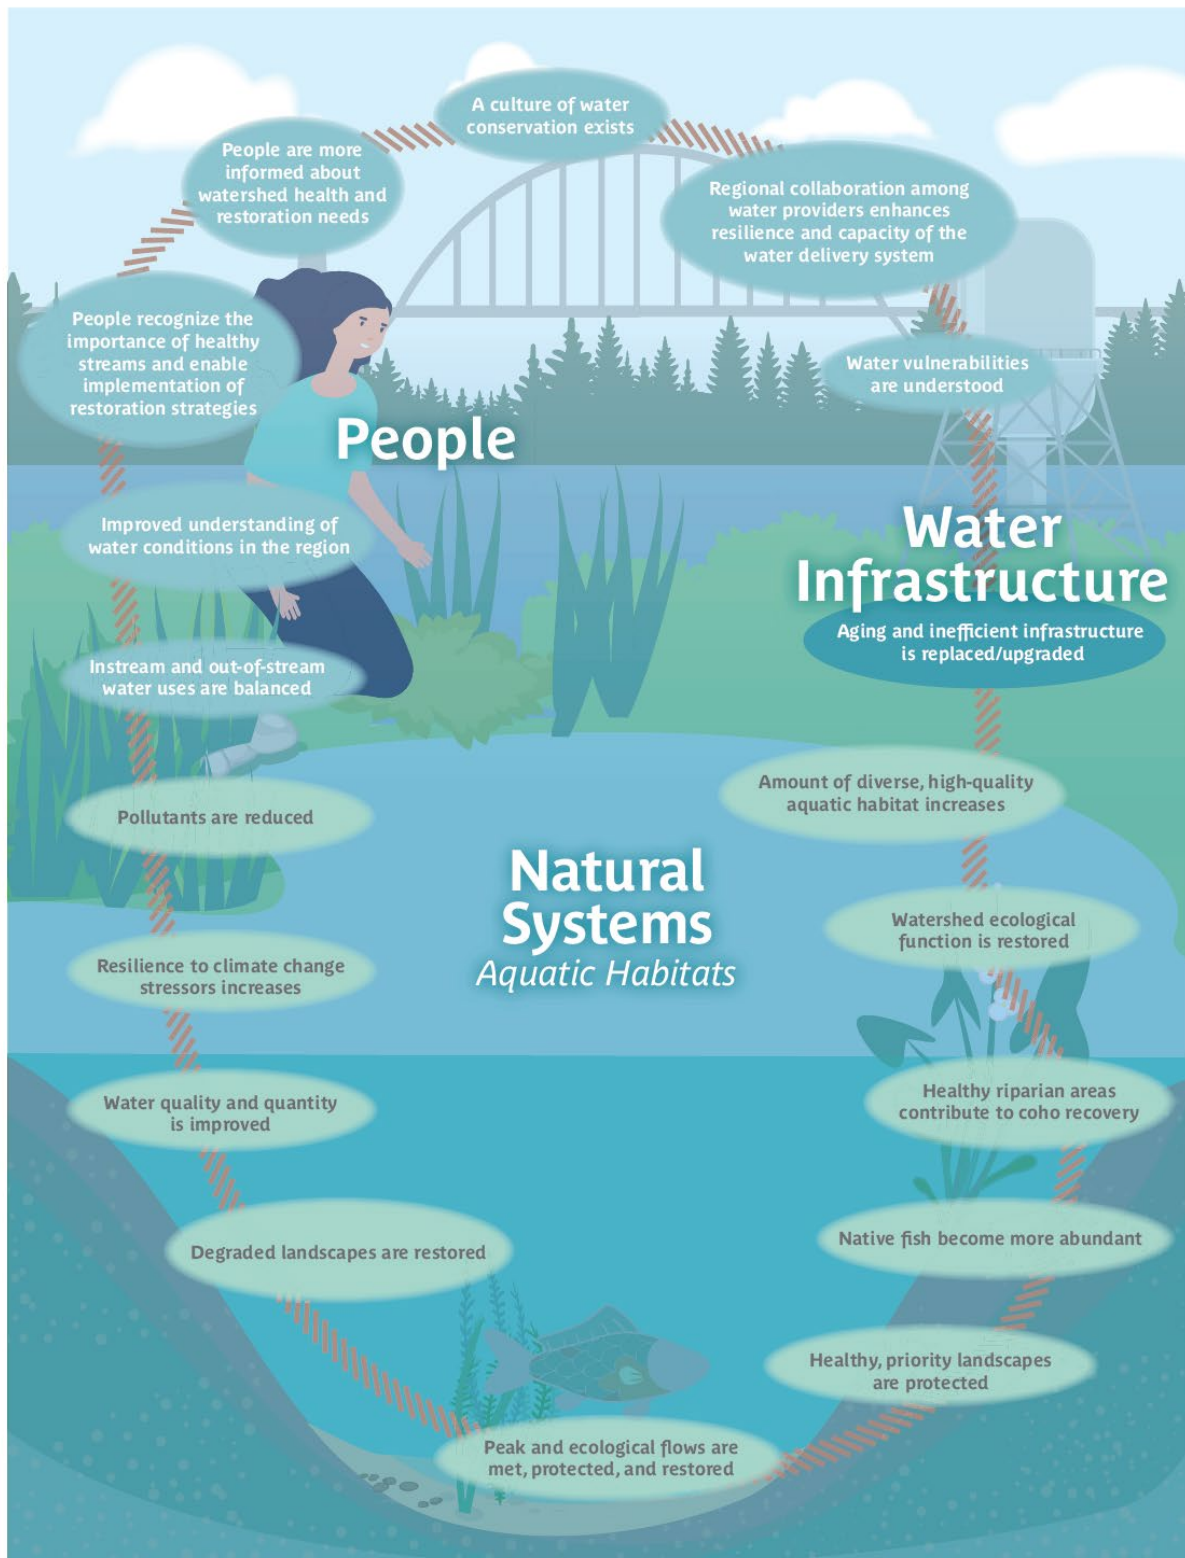 A culture of water
conservation exists
People are more
informed about
watershed health and
restoration needs
Regional collaboration among
water providers enhances
resilience and capacity of the
water delivery system
People recognize the
importance of healthy
streams and enable
implementation of
restoration strategies
Water vulnerabilities
are understood
People
Improved understanding of
water conditions in the region
Water
Infrastructure
Aging and inefficient infrastructure
is replaced/upgraded
Instream and out-of-stream
water uses are balanced
Pollutants are reduced
Amount of diverse, high-quality
aquatic habitat increases
Natural
Systems
Aquatic Habitats
Watershed ecological
function is restored
Resilience to climate change
stressors increases
Water quality and quantity
is improved
Healthy riparian areas
contribute to coho recovery
Degraded landscapes are restored
Native fish become more abundant
Healthy, priority landscapes
are protected
Peak and ecological flows are
met, protected, and restored